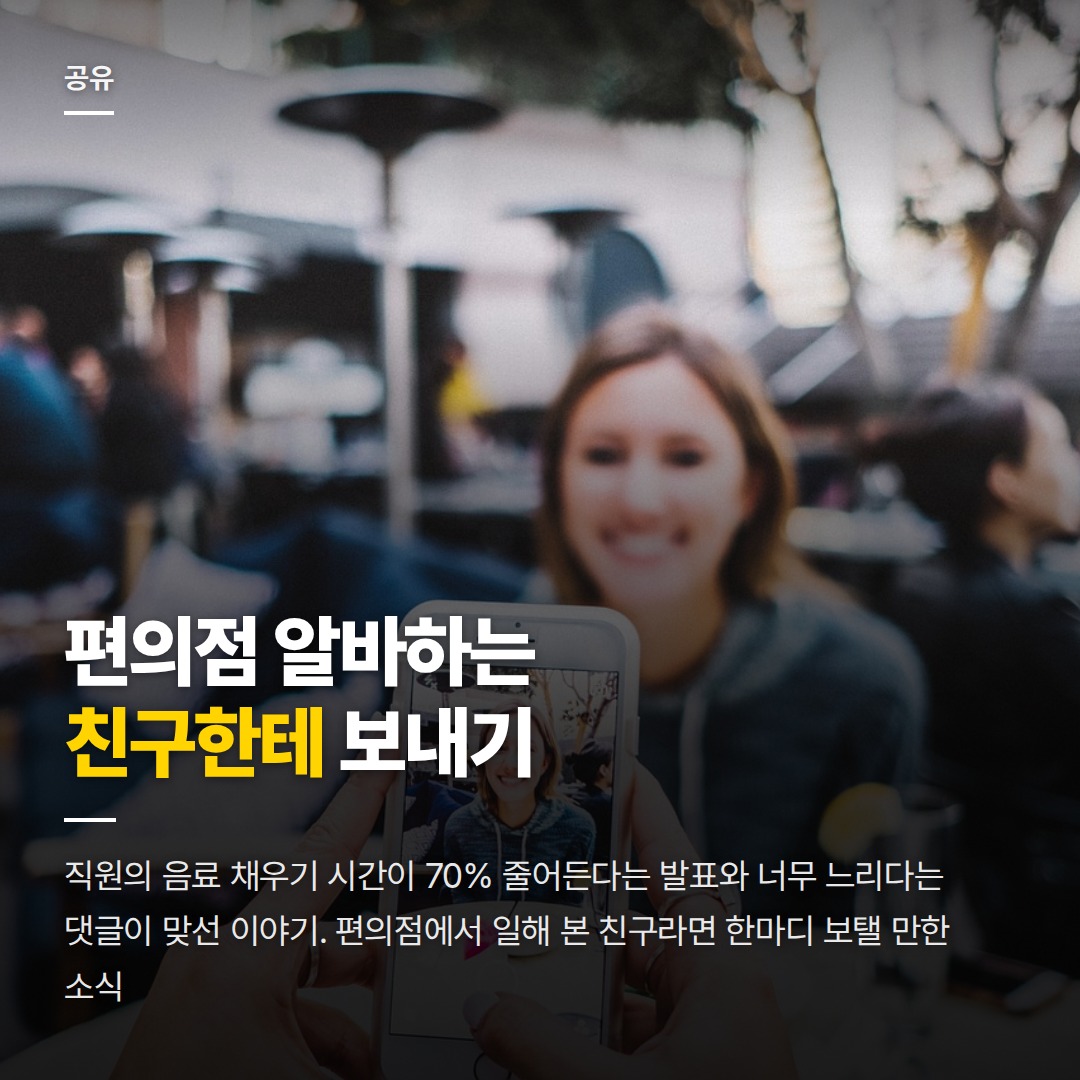 공유
편의점 알바하는
친구한테 보내기
직원의 음료 채우기 시간이 70% 줄어든다는 발표와 너무 느리다는
댓글이 맞선 이야기. 편의점에서 일해 본 친구라면 한마디 보탤 만한
소식